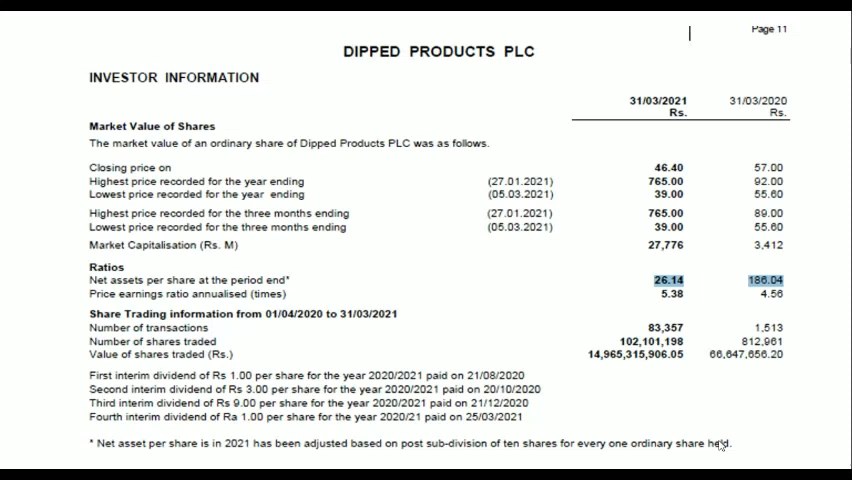 Page 11
DIPPED PRODUCTS PLC
INVESTOR INFORMATION
31/03/2021 31/03/2020
Rs. Rs.
Market Value of Shares
The market value of an ordinary share of Dipped Products PLC was as follows.
Closing price on 46.40 57.00
Highest price recorded for the year ending (27.01.2021) 765.00 92.00
Lowest price recorded for the year ending (05.03.2021) 39.00 55.60
Highest price recorded for the three months ending (27.01.2021) 765.00 89.00
Lowest price recorded for the three months ending (05.03.2021) 39.00 55.60
Market Capitalisation (Rs. M) 27,776 3,412
Ratios
Net assets per share at the period end* 26.14 186.04
Price earnings ratio annualised (times) 5.38 4.56
Share Trading information from 01/04/2020 to 31/03/2021
Number of transactions 83,357 1,513
Number of shares traded 102,101,198 812,961
Value of shares traded (Rs.) 14,965,315,906.05 66,647,656.20
First interim dividend of Rs 1.00 per share for the year 2020/2021 paid on 21/08/2020
Second interim dividend of Rs 3.00 per share for the year 2020/2021 paid on 20/10/2020
Third interim dividend of Rs 9.00 per share for the year 2020/2021 paid on 21/12/2020
Fourth interim dividend of Ra 1.00 per share for the year 2020/21 paid on 25/03/2021
* Net asset per share is in 2021 has been adjusted based on post sub-division of ten shares for every one ordinary share held.